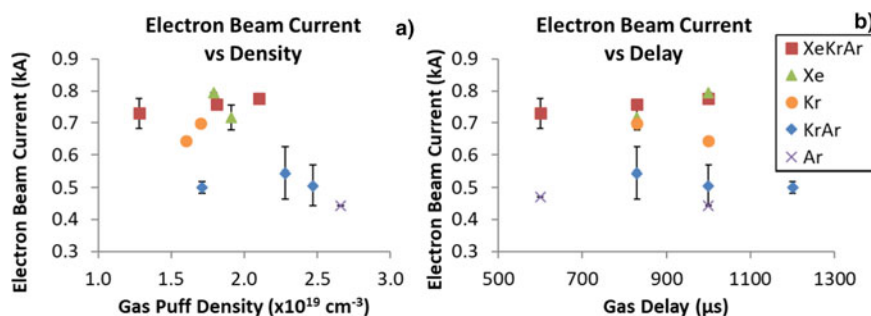 Electron Beam Current
vs Density
a)
Electron Beam Current (kA)
0.9
0.8
0.7
0.6
0.5
0.4
0.3
1.0
1.5
2.0
2.5
3.0
Gas Puff Density (x10¹⁹ cm⁻³)
Electron Beam Current
vs Delay
b)
Electron Beam Current (kA)
0.9
0.8
0.7
0.6
0.5
0.4
0.3
500
700
900
1100
1300
Gas Delay (µs)
XeKrAr
Xe
Kr
KrAr
Ar